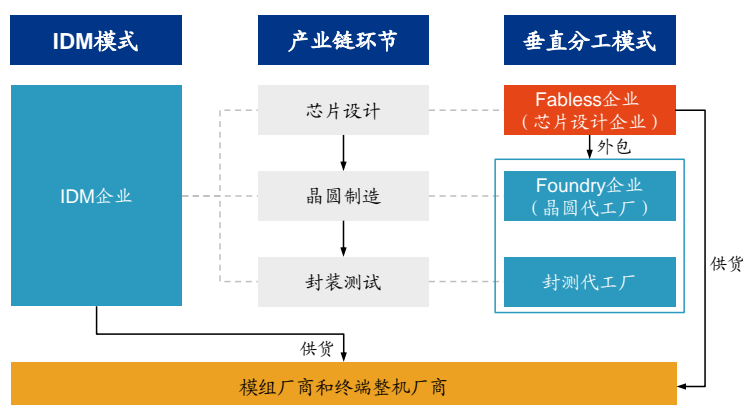 IDM模式
产业链环节
垂直分工模式
IDM企业
芯片设计
晶圆制造
封装测试
Fabless企业
（芯片设计企业）
外包
Foundry企业
（晶圆代工厂）
封测代工厂
供货
供货
模组厂商和终端整机厂商